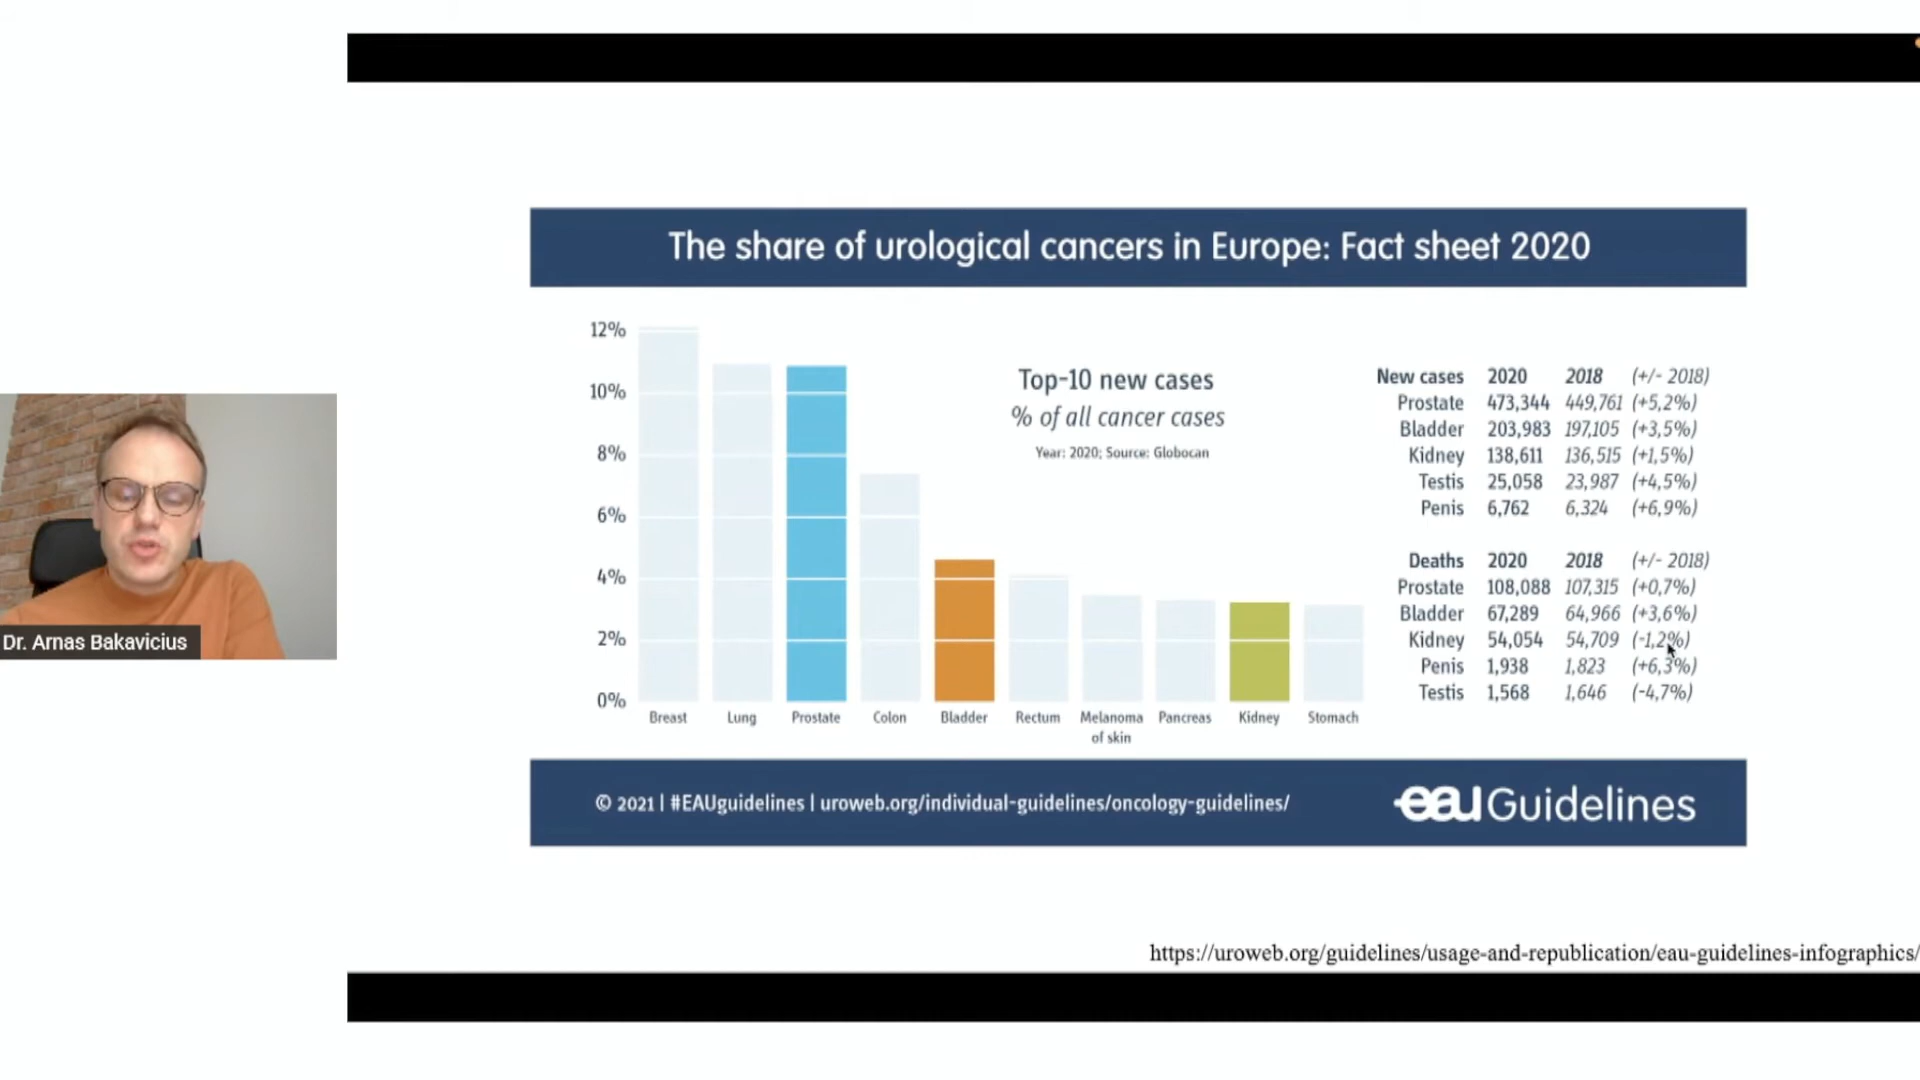 The share of urological cancers in Europe: Fact sheet 2020
12%
10%
8%
6%
4%
2%
0%
Top-10 new cases
% of all cancer cases
Year: 2020; Source: Globocan
Breast Lung Prostate Colon Bladder Rectum Melanoma of skin Pancreas Kidney Stomach
New cases 2020 2018 (+/- 2018)
Prostate 473,344 449,761 (+5,2%)
Bladder 203,983 197,105 (+3,5%)
Kidney 138,611 136,515 (+1,5%)
Testis 25,058 23,987 (+4,5%)
Penis 6,762 6,324 (+6,9%)
Deaths 2020 2018 (+/- 2018)
Prostate 108,088 107,315 (+0,7%)
Bladder 67,289 64,966 (+3,6%)
Kidney 54,054 54,709 (-1,2%)
Penis 1,938 1,823 (+6,3%)
Testis 1,568 1,646 (-4,7%)
© 2021 | #EAUguidelines | uroweb.org/individual-guidelines/oncology-guidelines/
eau Guidelines
https://uroweb.org/guidelines/usage-and-republication/eau-guidelines-infographics/
Dr. Arnas Bakavicius